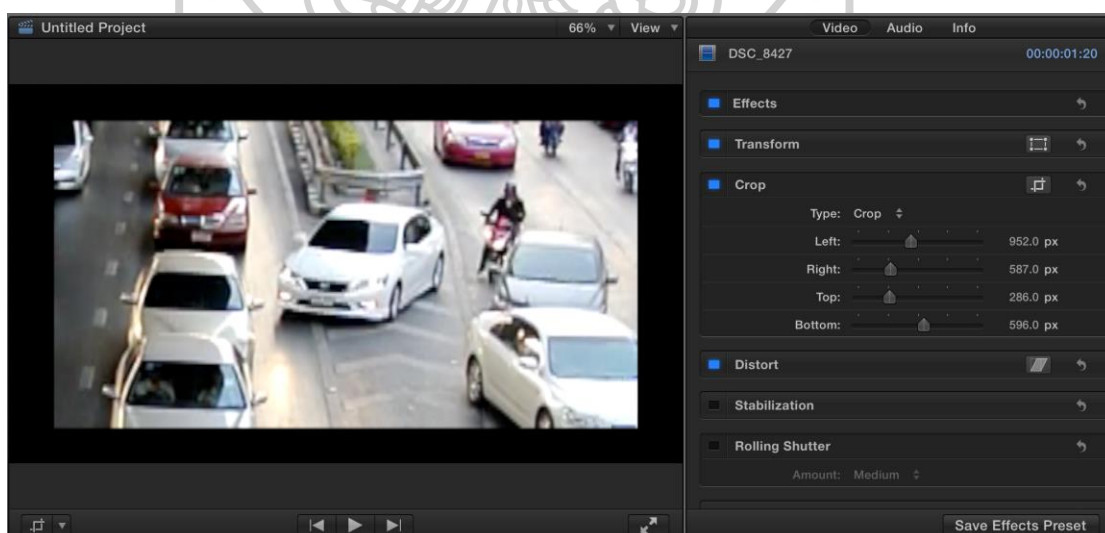 Untitled Project
66% View
Video Audio Info
DSC_8427 00:00:01:20
Effects
Transform
Crop
Type: Crop
Left: 952.0 px
Right: 587.0 px
Top: 286.0 px
Bottom: 596.0 px
Distort
Stabilization
Rolling Shutter
Amount: Medium
Save Effects Preset